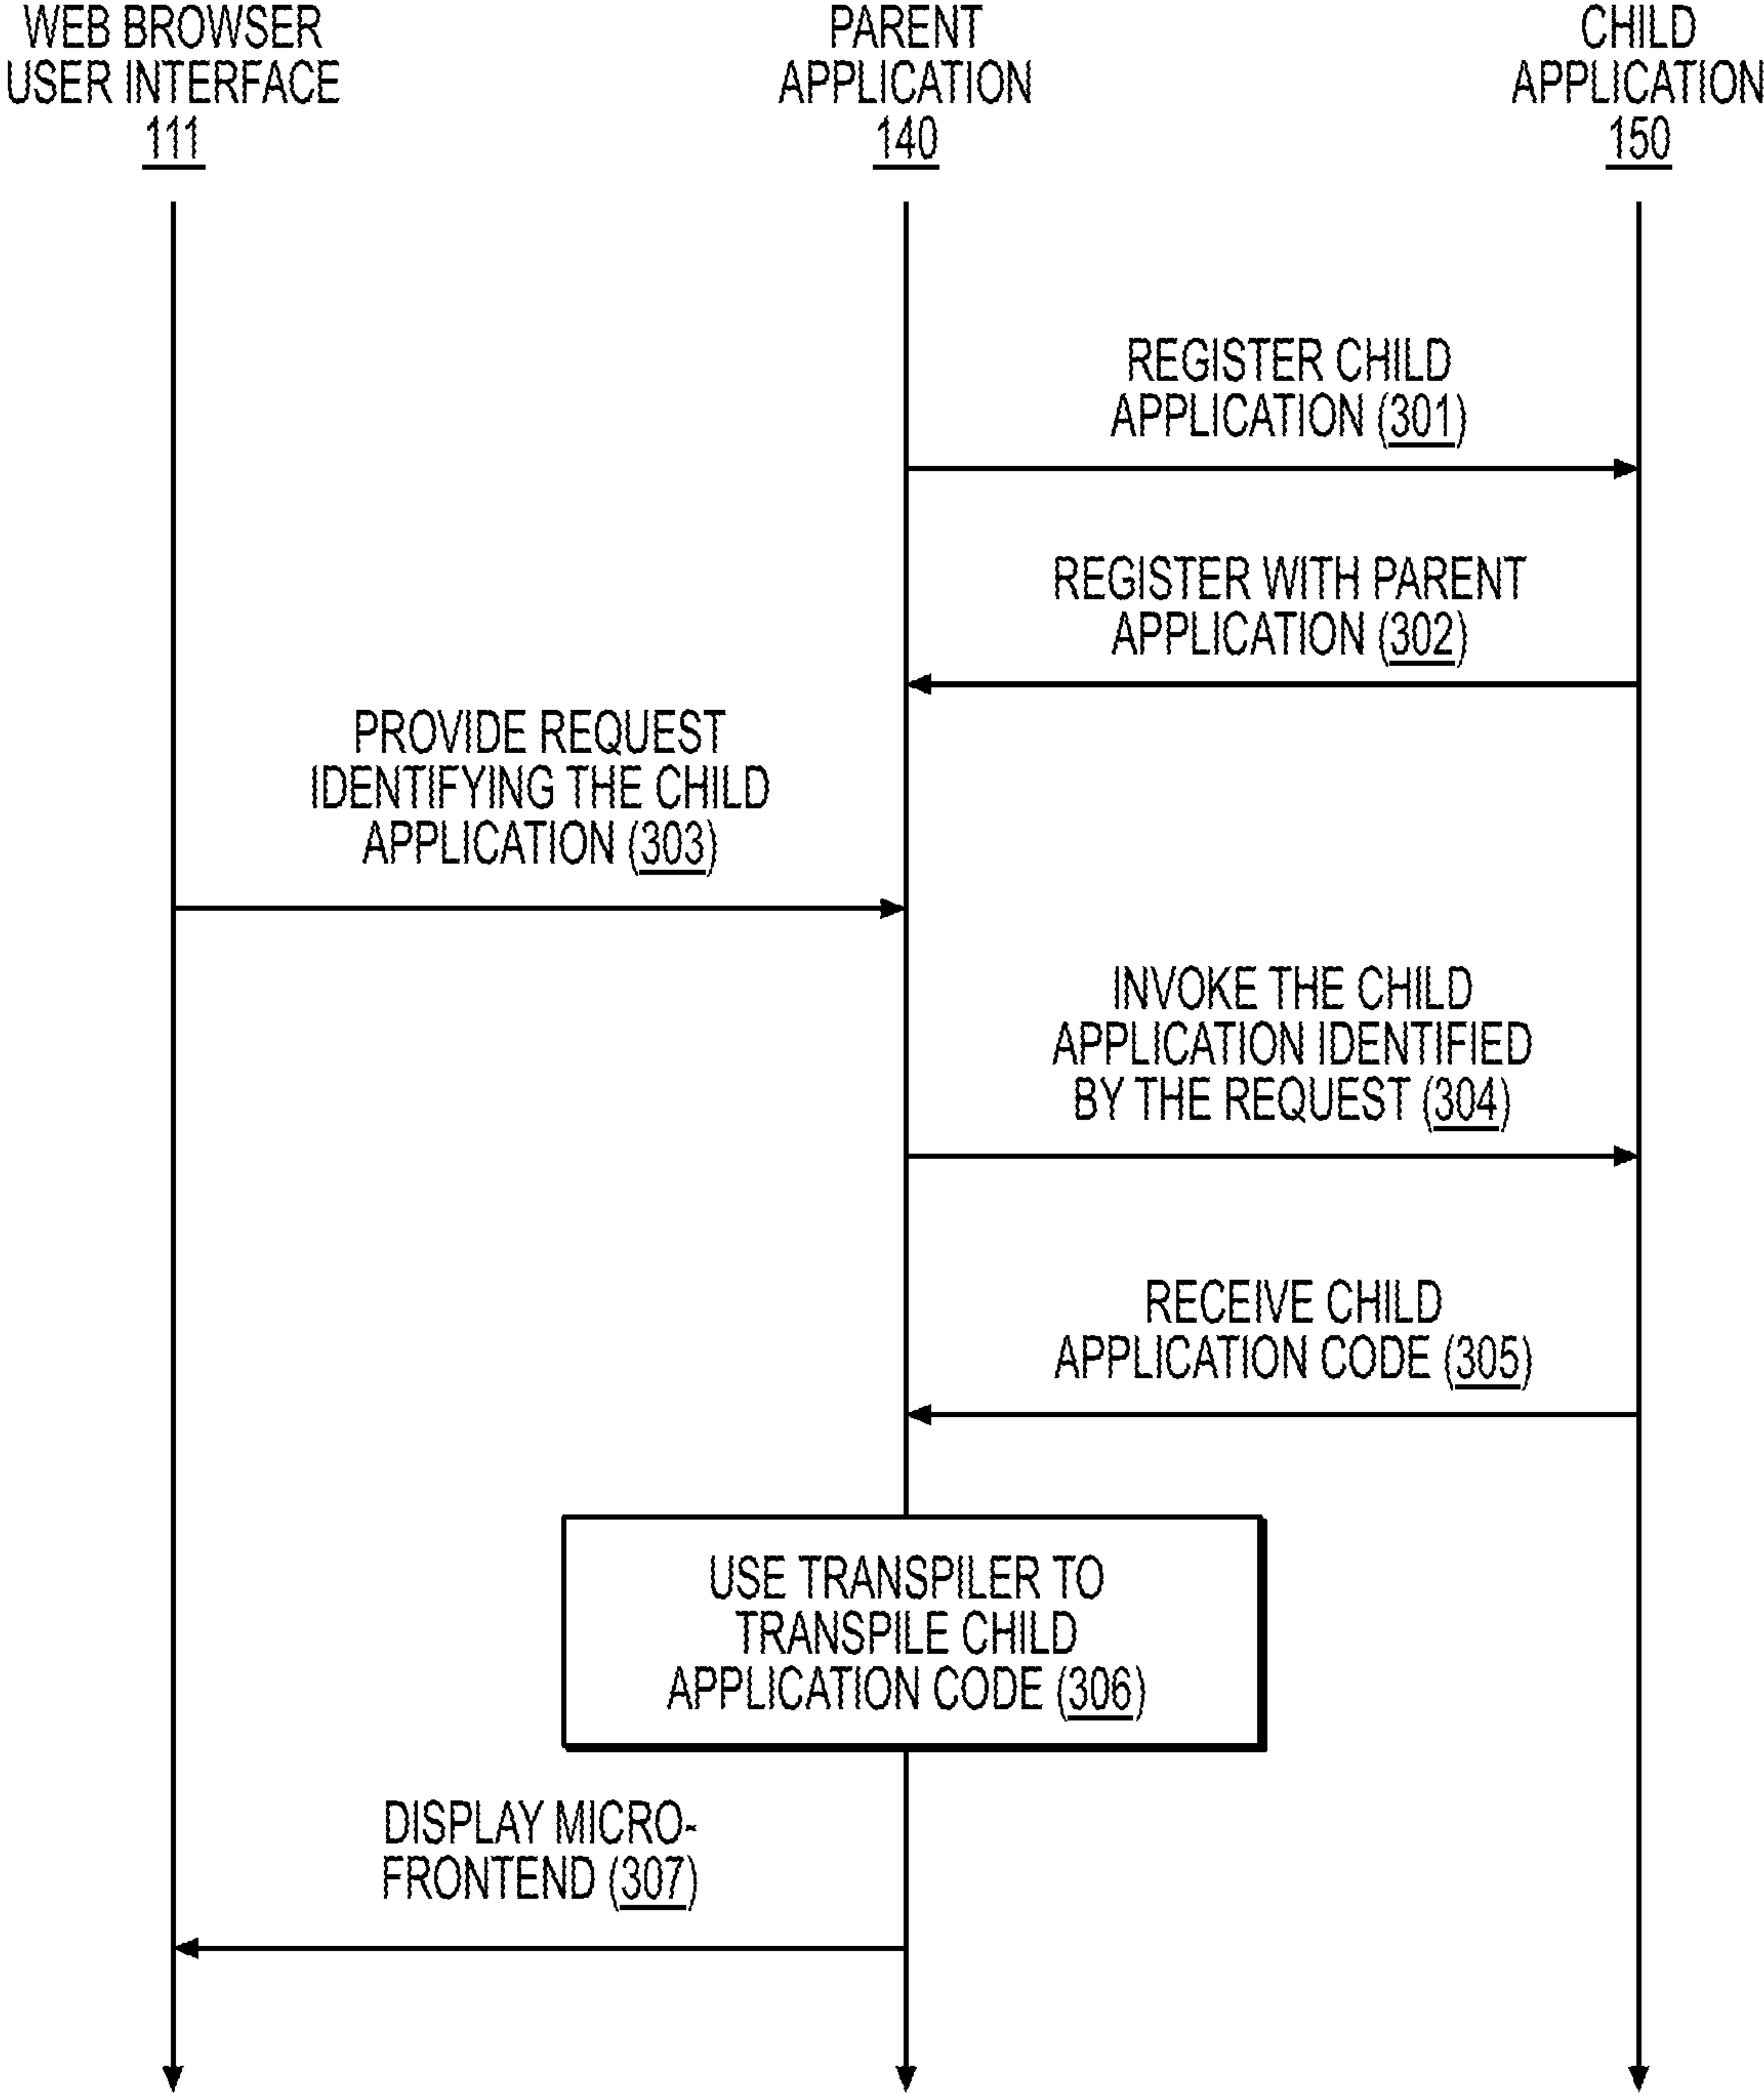 WEB BROWSER
USER INTERFACE
111
PARENT
APPLICATION
140
CHILD
APPLICATION
150
REGISTER CHILD
APPLICATION (301)
REGISTER WITH PARENT
APPLICATION (302)
PROVIDE REQUEST
IDENTIFYING THE CHILD
APPLICATION (303)
INVOKE THE CHILD
APPLICATION IDENTIFIED
BY THE REQUEST (304)
RECEIVE CHILD
APPLICATION CODE (305)
USE TRANSPILER TO
TRANSPILE CHILD
APPLICATION CODE (306)
DISPLAY MICRO-
FRONTEND (307)